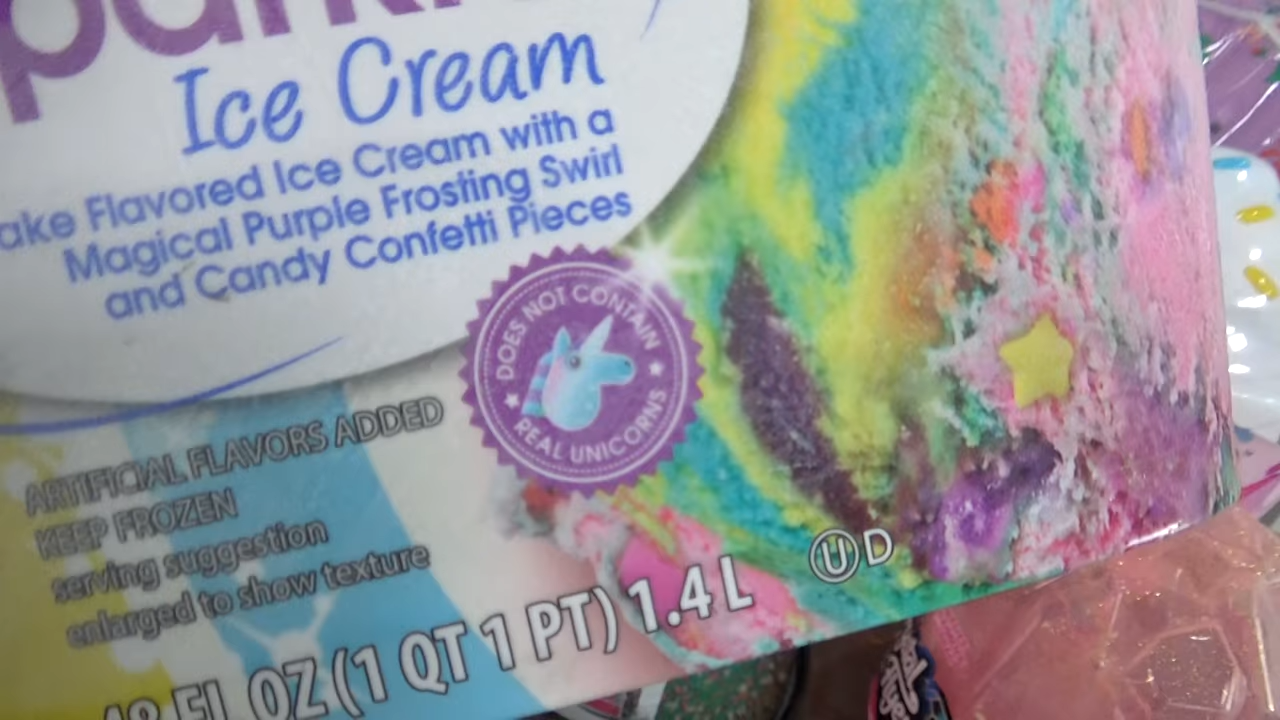 Ice Cream
Flavored Ice Cream with a
Magical Purple Frosting Swirl
and Candy Confetti Pieces
DOES NOT CONTAIN
REAL UNICORNS
ARTIFICIAL FLAVORS ADDED
KEEP FROZEN
serving suggestion
enlarged to show texture
U D
48 FL OZ (1 QT 1 PT) 1.4 L